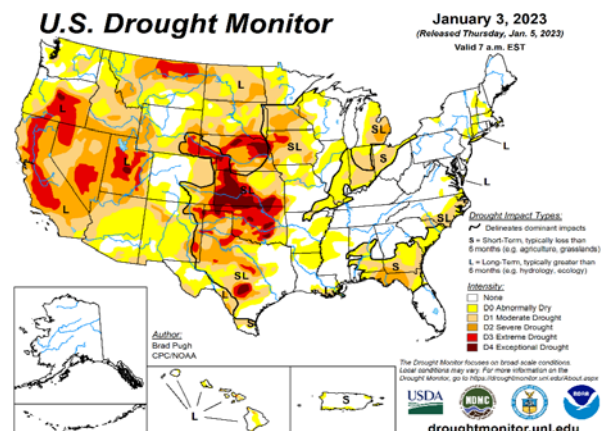 U.S. Drought Monitor
January 3, 2023
(Released Thursday, Jan. 5, 2023)
Valid 7 a.m. EST
L
L
SL
L
SL
S
L
L
L
L
SL
SL
L
SL
S
L
S
Drought Impact Types:
Delineates dominant impacts
S = Short-Term, typically less than
6 months (e.g. agriculture, grasslands)
L = Long-Term, typically greater than
6 months (e.g. hydrology, ecology)
Intensity:
None
D0 Abnormally Dry
D1 Moderate Drought
D2 Severe Drought
D3 Extreme Drought
D4 Exceptional Drought
Author:
Brad Pugh
CPC/NOAA
L
S
The Drought Monitor focuses on broad scale conditions.
Local conditions may vary. For more information on the
Drought Monitor, go to https://droughtmonitor.unl.edu/About.aspx
USDA
NDMC
NOAA
droughtmonitor.unl.edu